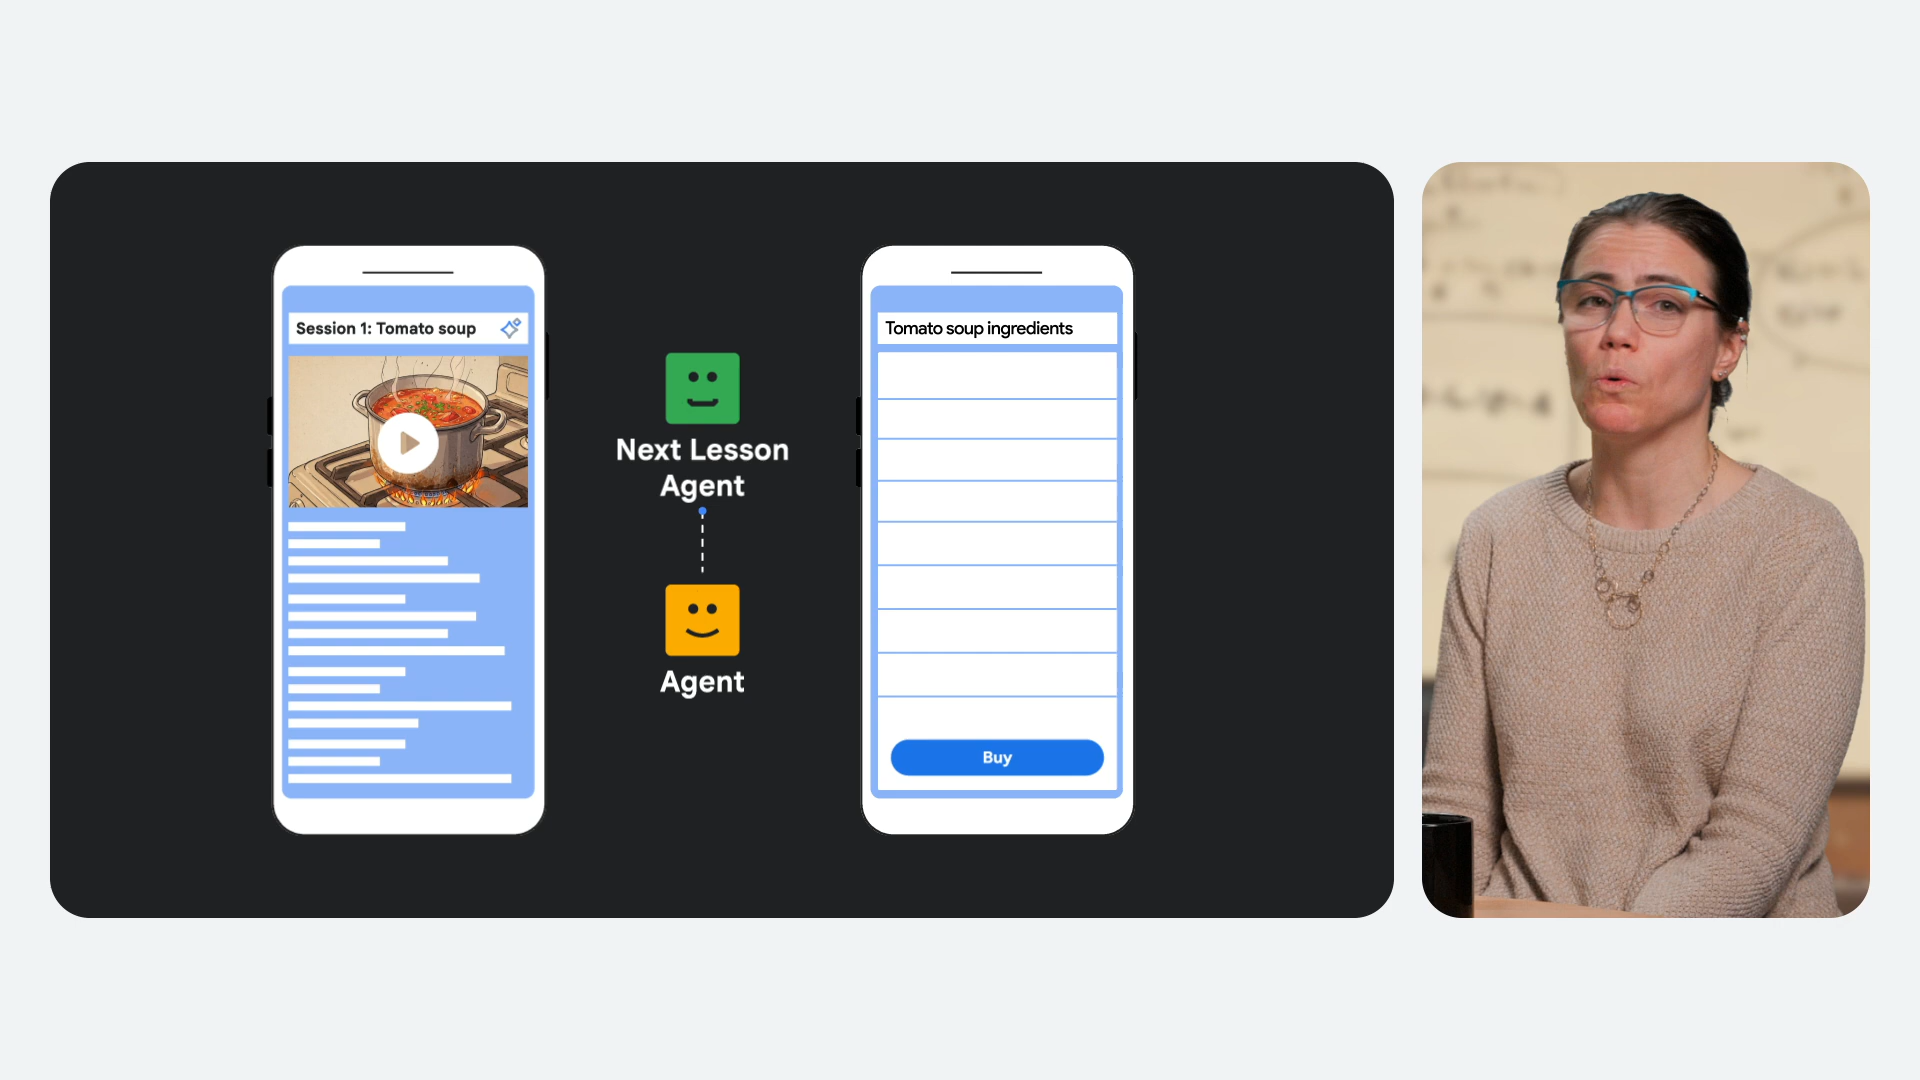 Session 1: Tomato soup
Next Lesson
Agent
Agent
Tomato soup ingredients
Buy